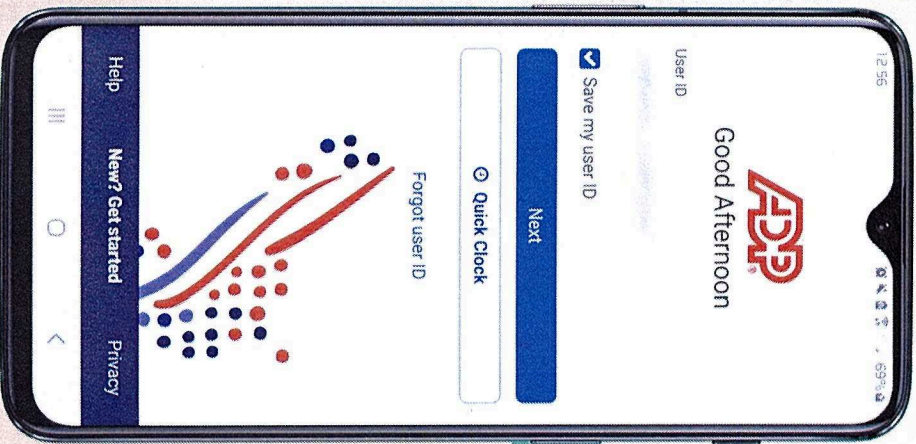 12:56
69%
ADP
Good Afternoon
User ID
Save my user ID
Next
Quick Clock
Forgot user ID
Help New? Get started Privacy